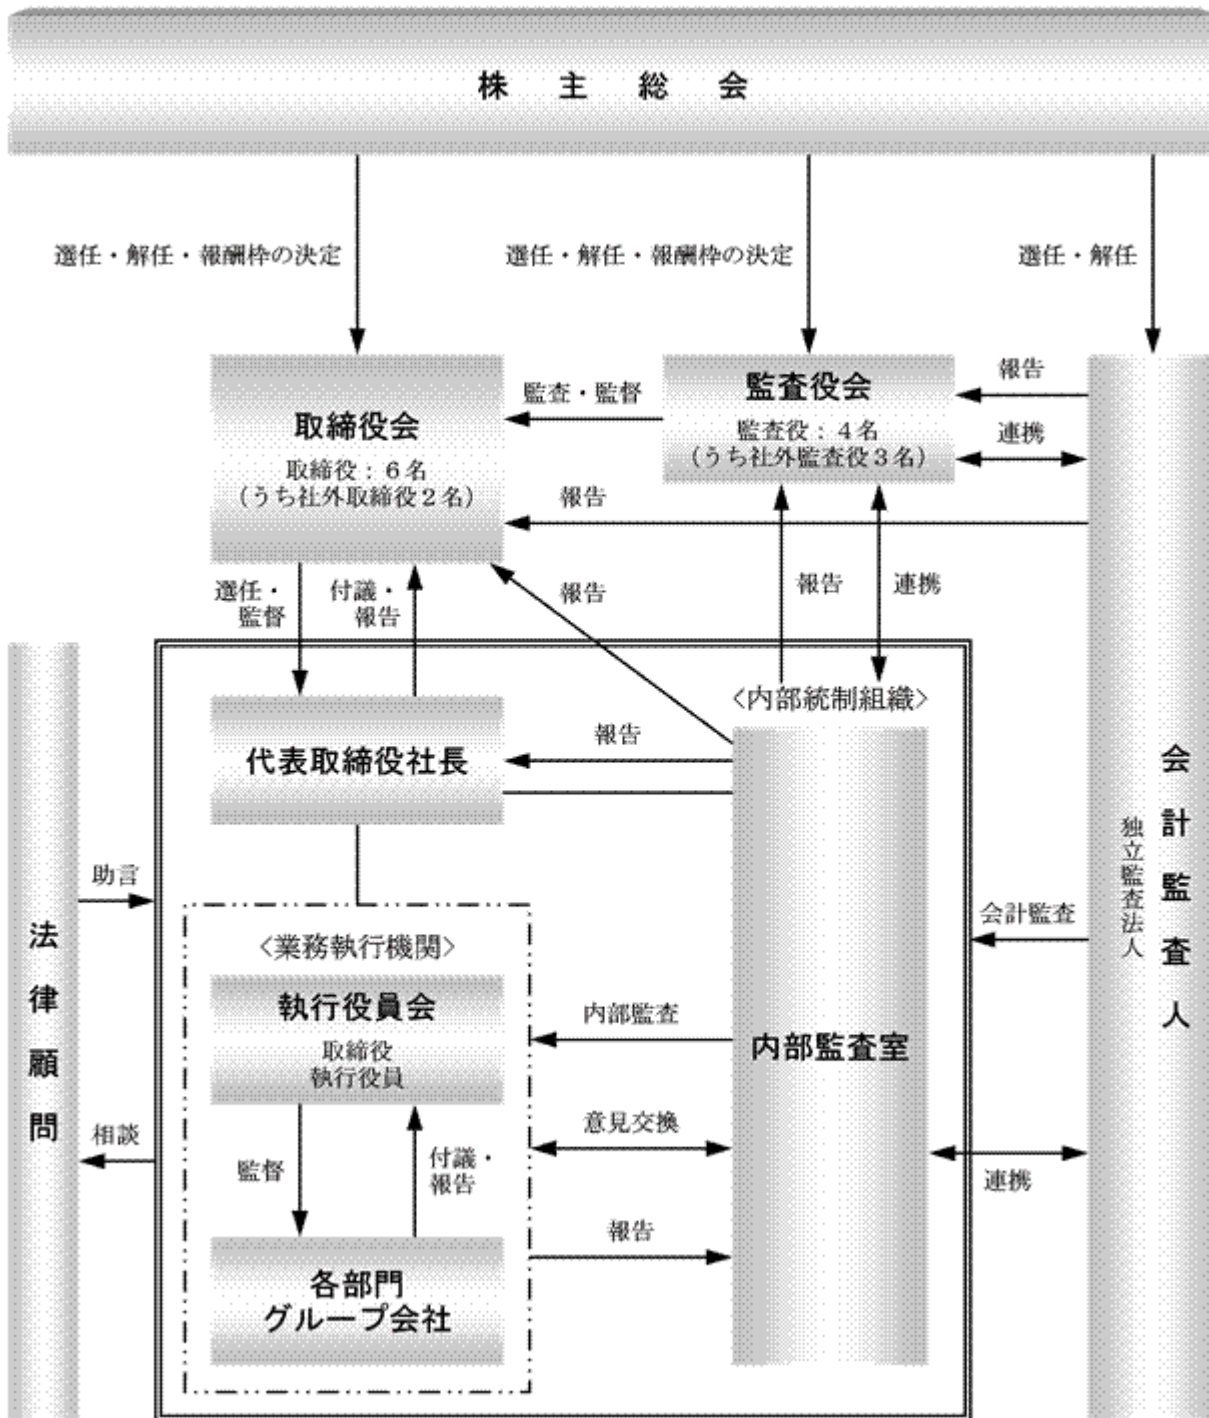 株主総会
選任・解任・報酬枠の決定
選任・解任・報酬枠の決定
選任・解任
取締役会
取締役：６名
（うち社外取締役２名）
監査・監督
監査役会
監査役：４名
（うち社外監査役３名）
報告
連携
報告
選任・
監督
付議・
報告
報告
報告
連携
<内部統制組織>
代表取締役社長
報告
助言
法律顧問
相談
<業務執行機関>
執行役員会
取締役
執行役員
監督
付議・
報告
各部門
グループ会社
内部監査
意見交換
報告
内部監査室
会計監査
連携
独立監査法人
会計監査人